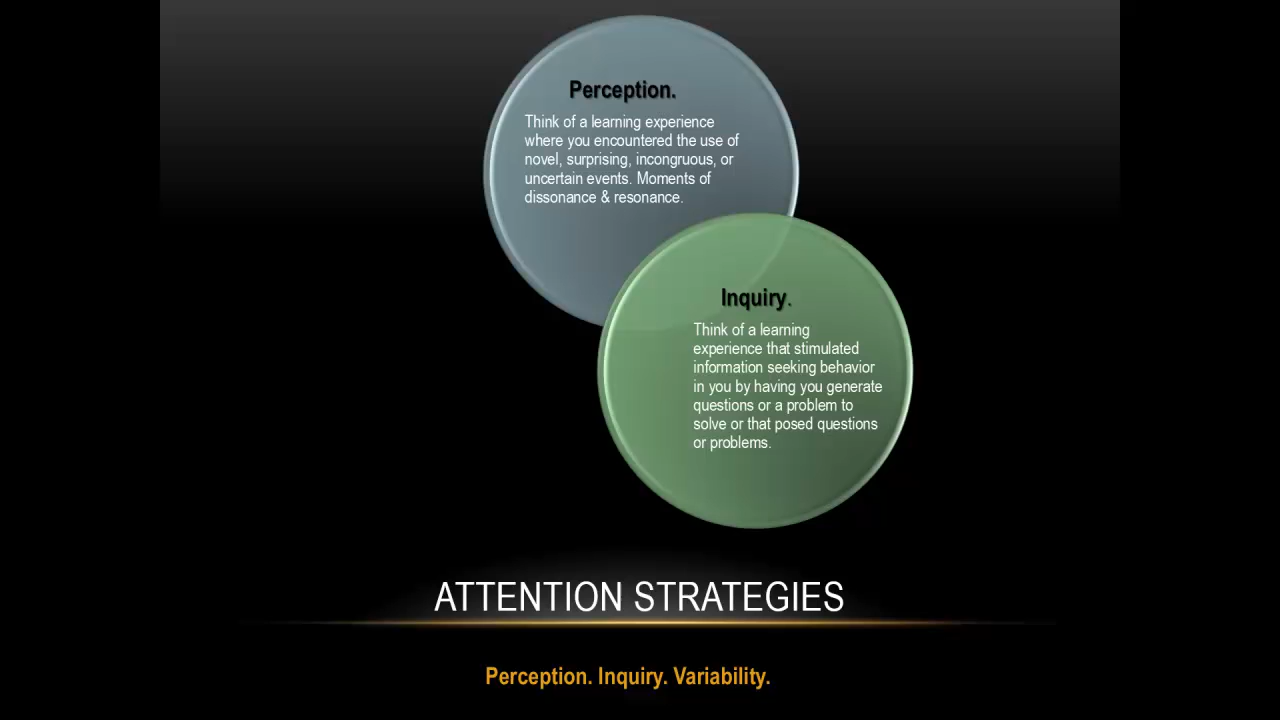 Perception.
Think of a learning experience
where you encountered the use of
novel, surprising, incongruous, or
uncertain events. Moments of
dissonance & resonance.
Inquiry.
Think of a learning
experience that stimulated
information seeking behavior
in you by having you generate
questions or a problem to
solve or that posed questions
or problems.
ATTENTION STRATEGIES
Perception. Inquiry. Variability.